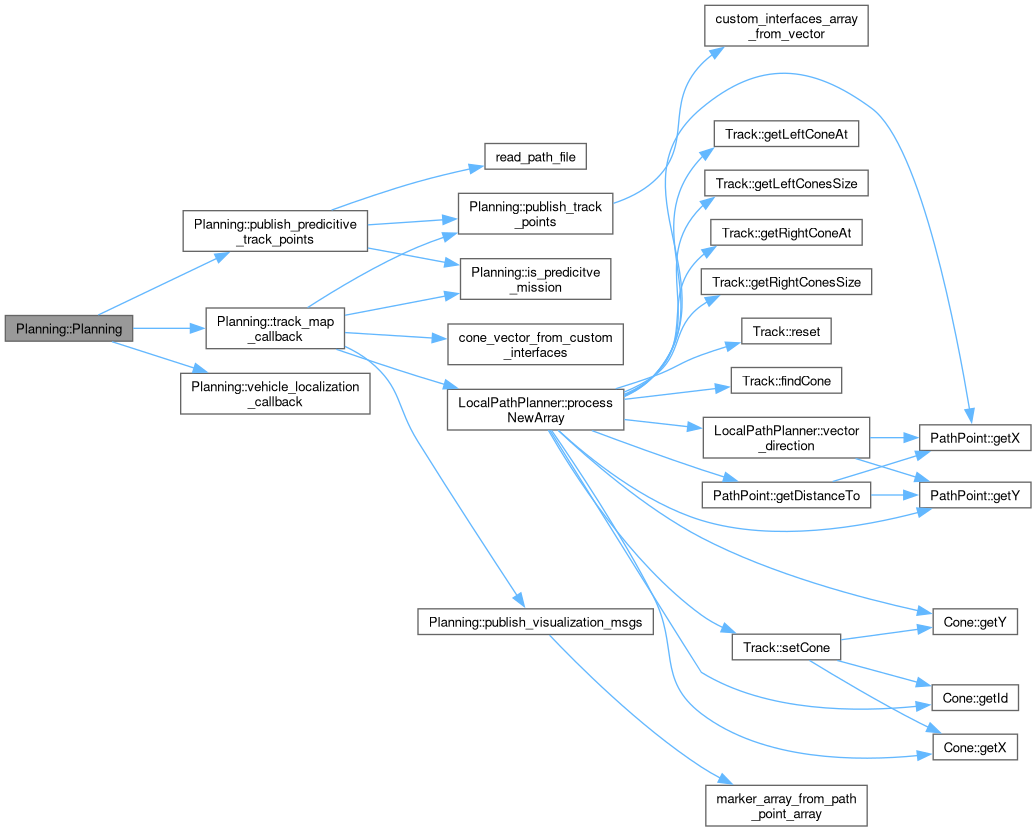 Planning::Planning
Planning::publish_predicitive
_track_points
Planning::track_map
_callback
Planning::vehicle_localization
_callback
read_path_file
Planning::publish_track
_points
Planning::is_predicitve
_mission
cone_vector_from_custom
_interfaces
LocalPathPlanner::process
NewArray
Planning::publish_visualization_msgs
custom_interfaces_array
_from_vector
Track::getLeftConeAt
Track::getLeftConesSize
Track::getRightConeAt
Track::getRightConesSize
Track::reset
Track::findCone
LocalPathPlanner::vector
_direction
PathPoint::getDistanceTo
Track::setCone
marker_array_from_path
_point_array
PathPoint::getX
PathPoint::getY
Cone::getY
Cone::getId
Cone::getX